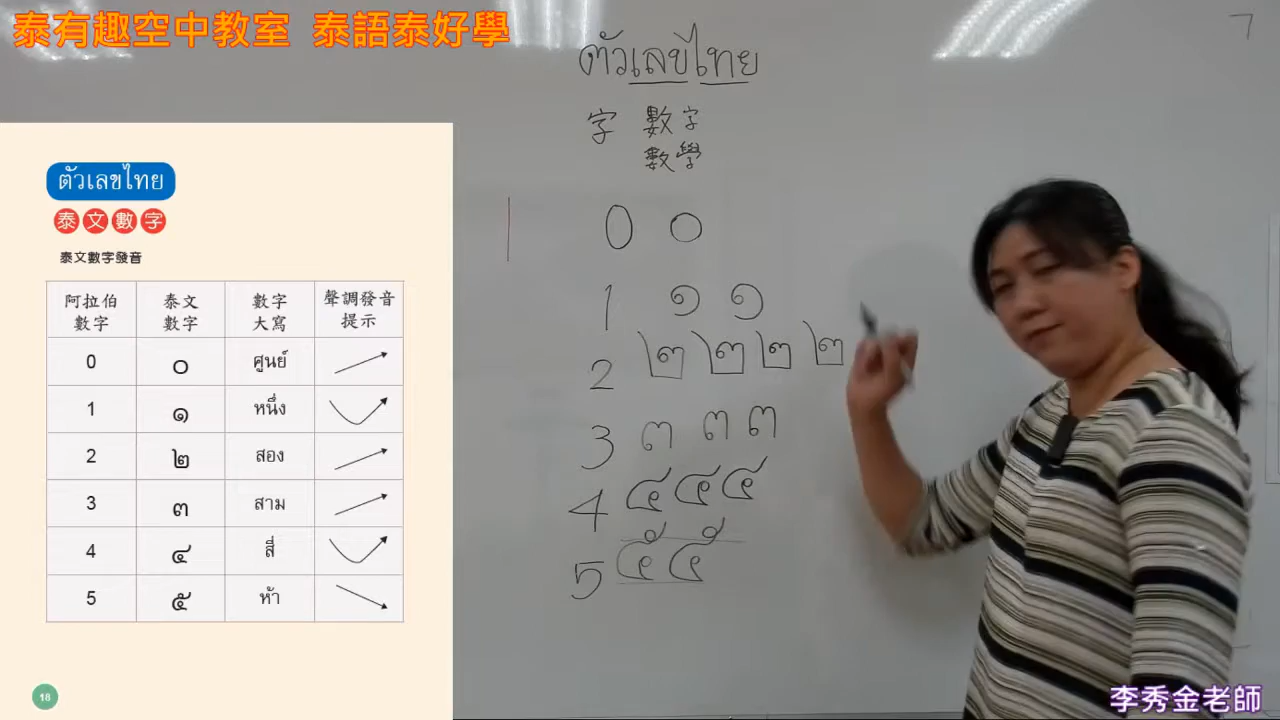 泰有趣空中教室 泰語泰好學
7
ตัวเลขไทย
字 數字
數學
0 ๐
1 ๑ ๑
2 ๒ ๒ ๒ ๒
3 ๓ ๓ ๓
4 ๔ ๔ ๔
5 ๕ ๕
ตัวเลขไทย
泰文數字
泰文數字發音
阿拉伯數字 泰文數字 數字大寫 聲調發音提示
0 ๐ ศูนย์
1 ๑ หนึ่ง
2 ๒ สอง
3 ๓ สาม
4 ๔ สี่
5 ๕ ห้า
18
李秀金老師